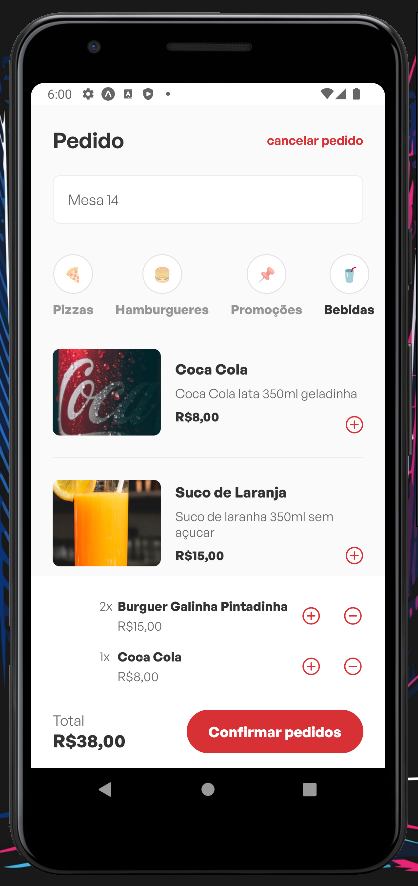 6:00
Pedido
cancelar pedido
Mesa 14
Pizzas Hamburgueres Promoções Bebidas
Coca Cola
Coca Cola lata 350ml geladinha
R$8,00
Suco de Laranja
Suco de laranha 350ml sem
açucar
R$15,00
2x Burguer Galinha Pintadinha
R$15,00
1x Coca Cola
R$8,00
Total
R$38,00
Confirmar pedidos